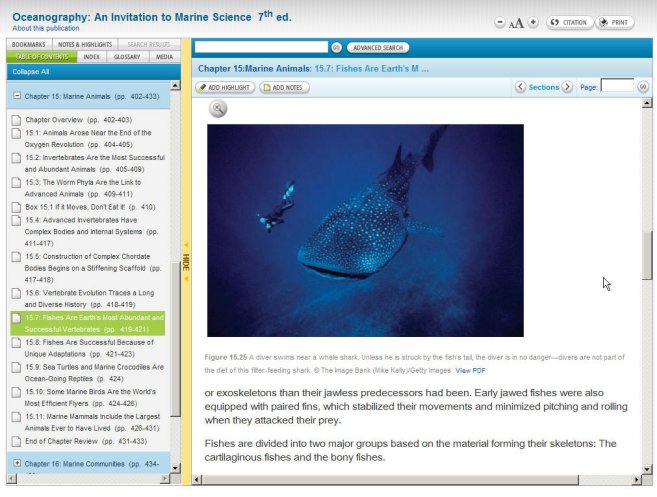 Oceanography: An Invitation to Marine Science 7th ed.
About this publication
AA
CITATION
PRINT
BOOKMARKS NOTES & HIGHLIGHTS SEARCH RESULTS
TABLE OF CONTENTS INDEX GLOSSARY MEDIA
Collapse All
Chapter 15: Marine Animals (pp. 402-433)
Chapter Overview (pp. 402-403)
15.1: Animals Arose Near the End of the
Oxygen Revolution (pp. 404-405)
15.2: Invertebrates Are the Most Successful
and Abundant Animals (pp. 405-409)
15.3: The Worm Phyla Are the Link to
Advanced Animals (pp. 409-411)
Box 15.1 If it Moves, Don't Eat it! (p. 410)
15.4: Advanced Invertebrates Have
Complex Bodies and Internal Systems (pp.
411-417)
15.5: Construction of Complex Chordate
Bodies Begins on a Stiffening Scaffold (pp.
417-418)
15.6: Vertebrate Evolution Traces a Long
and Diverse History (pp. 418-419)
15.7: Fishes Are Earth's Most Abundant and
Successful Vertebrates (pp. 419-421)
15.8: Fishes Are Successful Because of
Unique Adaptations (pp. 421-423)
15.9: Sea Turtles and Marine Crocodiles Are
Ocean-Going Reptiles (p. 424)
15.10: Some Marine Birds Are the World's
Most Efficient Flyers (pp. 424-426)
15.11: Marine Mammals Include the Largest
Animals Ever to Have Lived (pp. 426-431)
End of Chapter Review (pp. 431-433)
Chapter 16: Marine Communities (pp. 434-
HIDE
GO ADVANCED SEARCH
Chapter 15:Marine Animals: 15.7: Fishes Are Earth's M ...
ADD HIGHLIGHT ADD NOTES Sections Page: GO
Figure 15.25 A diver swims near a whale shark. Unless he is struck by the fish's tail, the diver is in no danger—divers are not part of
the diet of this filter-feeding shark. © The Image Bank (Mike Kelly)/Getty Images View PDF
or exoskeletons than their jawless predecessors had been. Early jawed fishes were also
equipped with paired fins, which stabilized their movements and minimized pitching and rolling
when they attacked their prey.
Fishes are divided into two major groups based on the material forming their skeletons: The
cartilaginous fishes and the bony fishes.